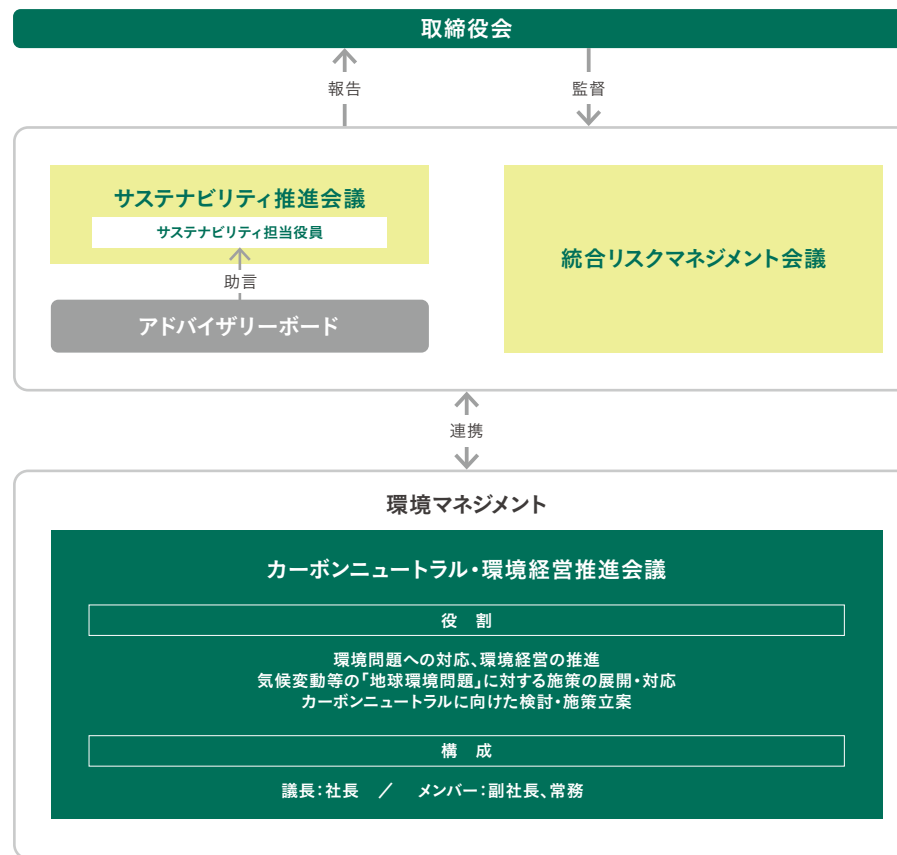 取締役会
報告
監督
サステナビリティ推進会議
サステナビリティ担当役員
助言
アドバイザリーボード
統合リスクマネジメント会議
連携
環境マネジメント
カーボンニュートラル・環境経営推進会議
役 割
環境問題への対応、環境経営の推進
気候変動等の「地球環境問題」に対する施策の展開・対応
カーボンニュートラルに向けた検討・施策立案
構 成
議長：社長 ／ メンバー：副社長、常務